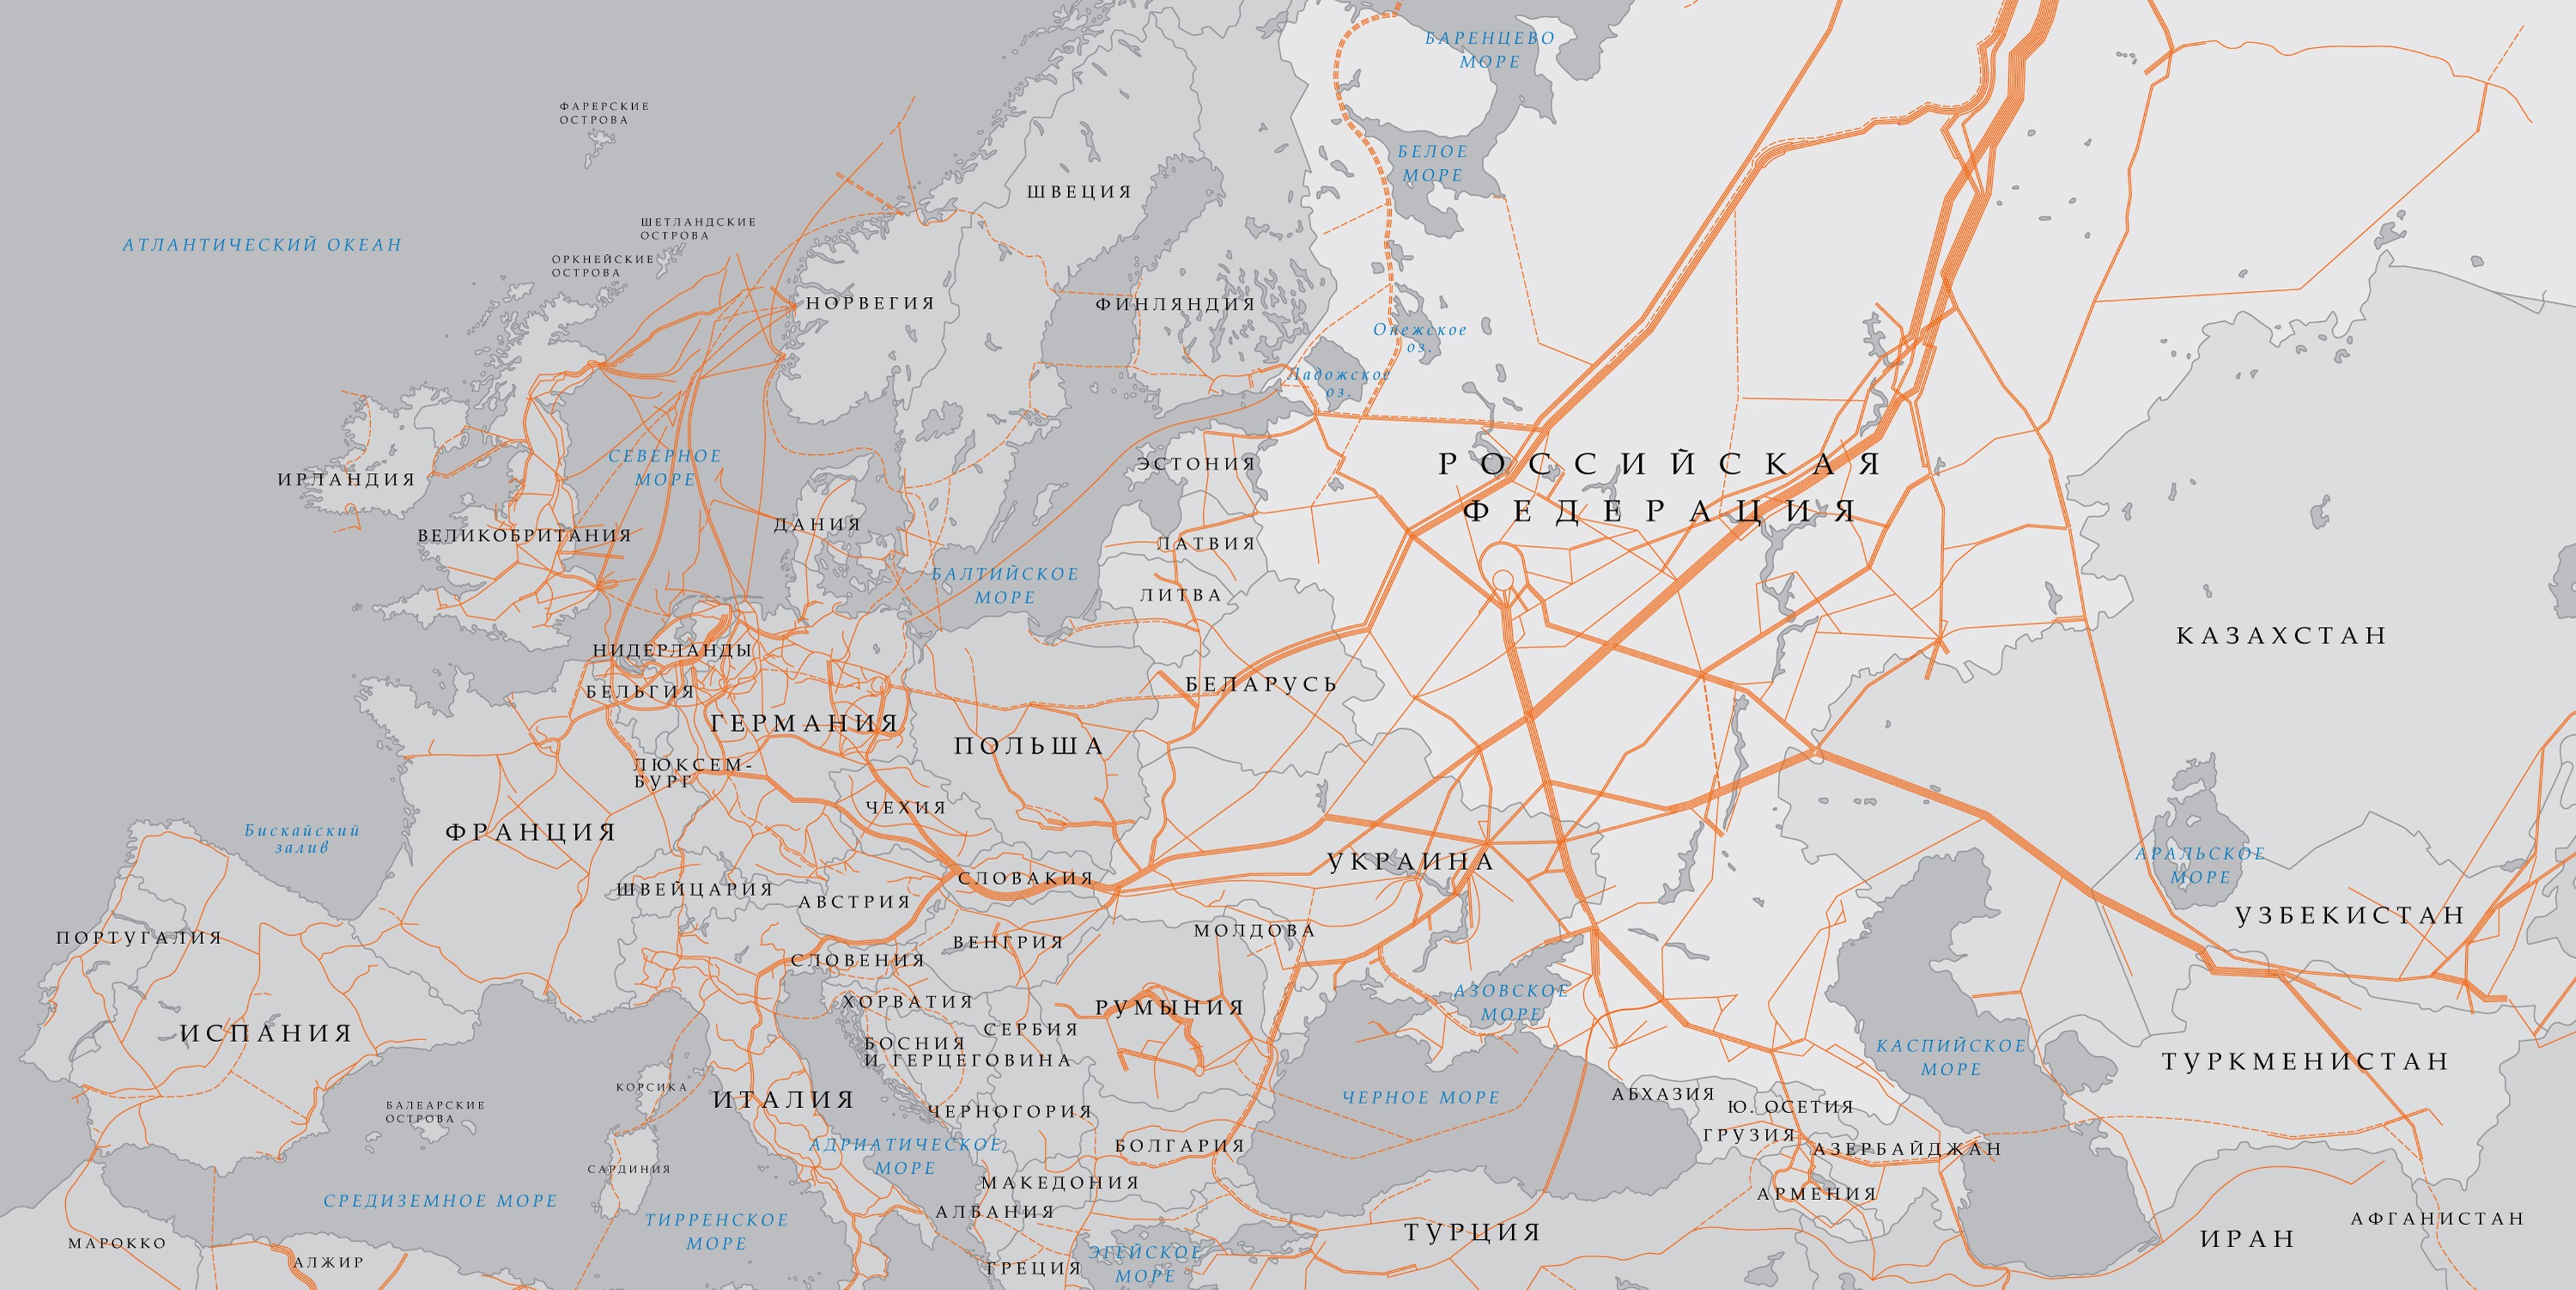 БАРЕНЦЕВО
МОРЕ
ФАРЕРСКИЕ
ОСТРОВА
БЕЛОЕ
МОРЕ
ШВЕЦИЯ
ШЕТЛАНДСКИЕ
ОСТРОВА
АТЛАНТИЧЕСКИЙ ОКЕАН
ОРКНЕЙСКИЕ
ОСТРОВА
НОРВЕГИЯ
ФИНЛЯНДИЯ
Онежское
оз.
Ладожское
оз.
СЕВЕРНОЕ
МОРЕ
ЭСТОНИЯ
РОССИЙСКАЯ
ФЕДЕРАЦИЯ
ИРЛАНДИЯ
ДАНИЯ
ВЕЛИКОБРИТАНИЯ
ЛАТВИЯ
БАЛТИЙСКОЕ
МОРЕ
ЛИТВА
КАЗАХСТАН
НИДЕРЛАНДЫ
БЕЛЬГИЯ
БЕЛАРУСЬ
ГЕРМАНИЯ
ПОЛЬША
ЛЮКСЕМ-
БУРГ
ЧЕХИЯ
Бискайский
залив
ФРАНЦИЯ
УКРАИНА
АРАЛЬСКОЕ
МОРЕ
СЛОВАКИЯ
ШВЕЙЦАРИЯ
АВСТРИЯ
УЗБЕКИСТАН
ПОРТУГАЛИЯ
ВЕНГРИЯ
МОЛДОВА
СЛОВЕНИЯ
АЗОВСКОЕ
МОРЕ
ХОРВАТИЯ
РУМЫНИЯ
ИСПАНИЯ
СЕРБИЯ
БОСНИЯ
И ГЕРЦЕГОВИНА
КАСПИЙСКОЕ
МОРЕ
ТУРКМЕНИСТАН
КОРСИКА
ИТАЛИЯ
ЧЕРНОЕ МОРЕ
АБХАЗИЯ
БАЛЕАРСКИЕ
ОСТРОВА
ЧЕРНОГОРИЯ
Ю. ОСЕТИЯ
ГРУЗИЯ
АДРИАТИЧЕСКОЕ
МОРЕ
БОЛГАРИЯ
АЗЕРБАЙДЖАН
САРДИНИЯ
МАКЕДОНИЯ
АРМЕНИЯ
СРЕДИЗЕМНОЕ МОРЕ
АЛБАНИЯ
ТИРРЕНСКОЕ
МОРЕ
ТУРЦИЯ
АФГАНИСТАН
ИРАН
МАРОККО
АЛЖИР
ЭГЕЙСКОЕ
МОРЕ
ГРЕЦИЯ